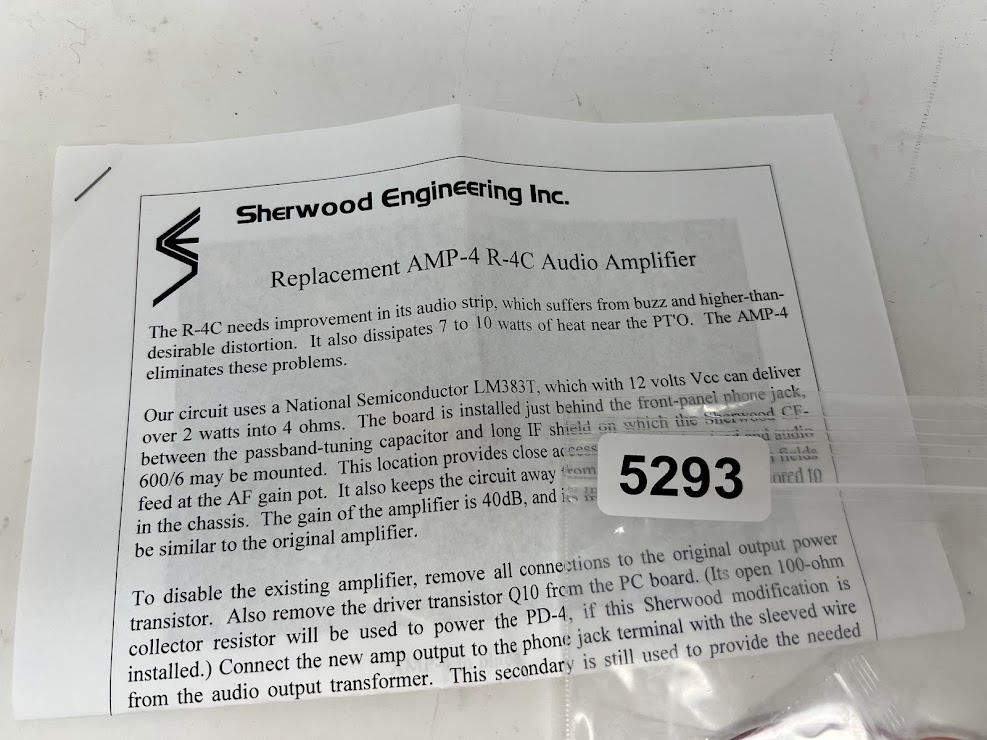 Sherwood Engineering Inc.
Replacement AMP-4 R-4C Audio Amplifier
The R-4C needs improvement in its audio strip, which suffers from buzz and higher-than-
desirable distortion. It also dissipates 7 to 10 watts of heat near the PTO. The AMP-4
eliminates these problems.
Our circuit uses a National Semiconductor LM383T, which with 12 volts Vcc can deliver
over 2 watts into 4 ohms. The board is installed just behind the front-panel phone jack,
between the passband-tuning capacitor and long IF shield on which the Sherwood CF-
600/6 may be mounted. This location provides close access and audio
feed at the AF gain pot. It also keeps the circuit away from fields
in the chassis. The gain of the amplifier is 40dB, and its to
be similar to the original amplifier.
5293
To disable the existing amplifier, remove all connections to the original output power
transistor. Also remove the driver transistor Q10 from the PC board. (Its open 100-ohm
collector resistor will be used to power the PD-4, if this Sherwood modification is
installed.) Connect the new amp output to the phone jack terminal with the sleeved wire
from the audio output transformer. This secondary is still used to provide the needed